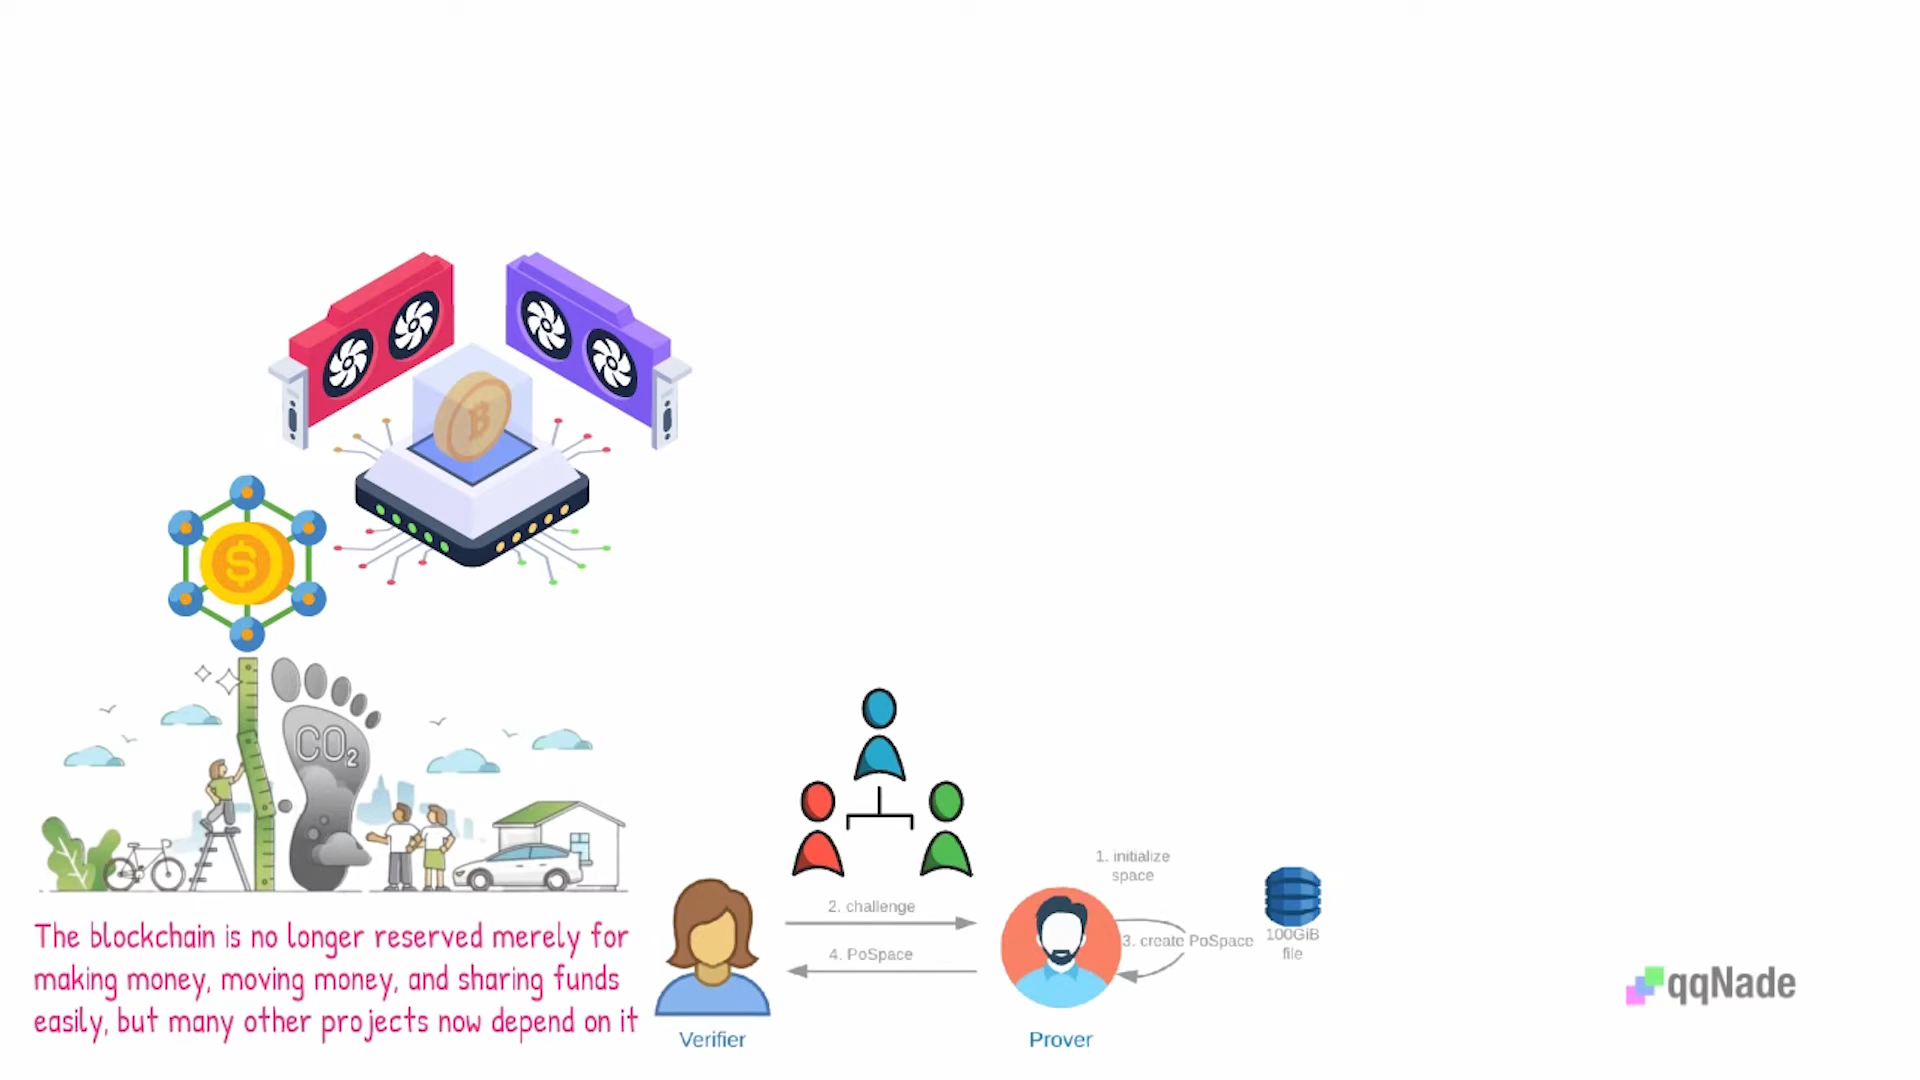 B
$
CO₂
The blockchain is no longer reserved merely for
making money, moving money, and sharing funds
easily, but many other projects now depend on it
1. initialize
space
2. challenge
3. create PoSpace
100GiB
file
4. PoSpace
Verifier
Prover
qqNade